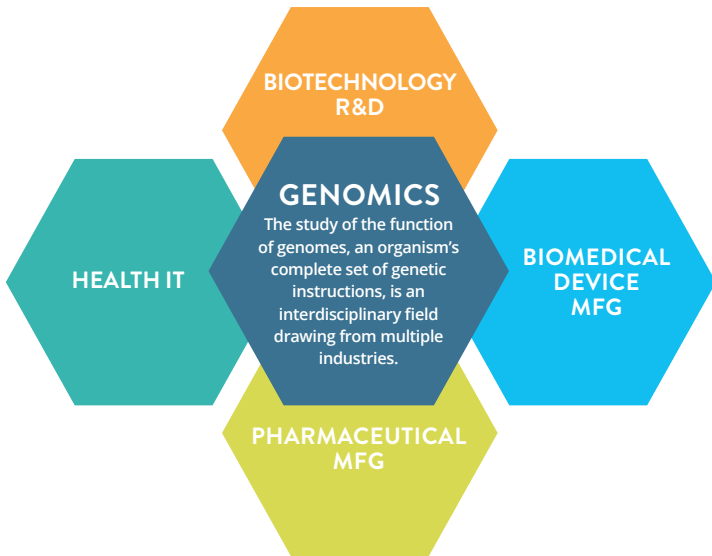 BIOTECHNOLOGY
R&D
GENOMICS
The study of the function
of genomes, an organism’s
complete set of genetic
instructions, is an
interdisciplinary field
drawing from multiple
industries.
HEALTH IT
BIOMEDICAL
DEVICE
MFG
PHARMACEUTICAL
MFG